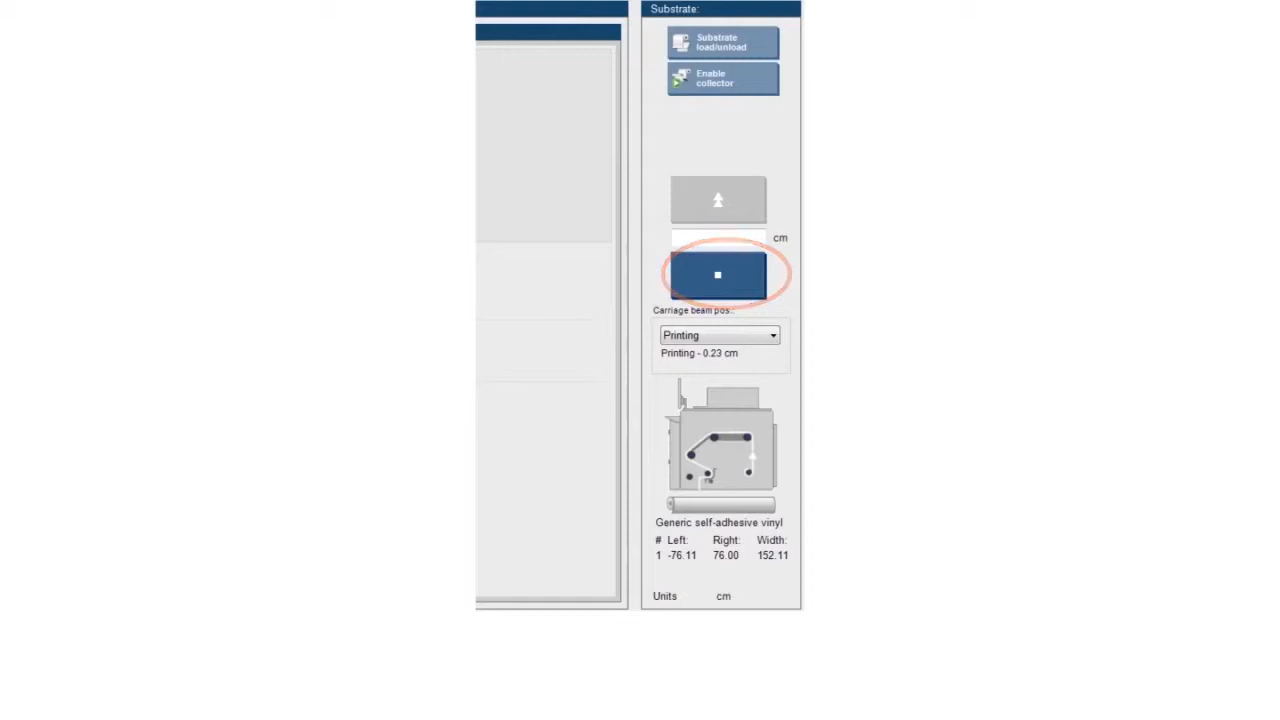 Substrate:
Substrate
load/unload
Enable
collector
cm
Carriage beam pos.:
Printing
Printing - 0.23 cm
Generic self-adhesive vinyl
# Left: Right: Width:
1 -76.11 76.00 152.11
Units cm